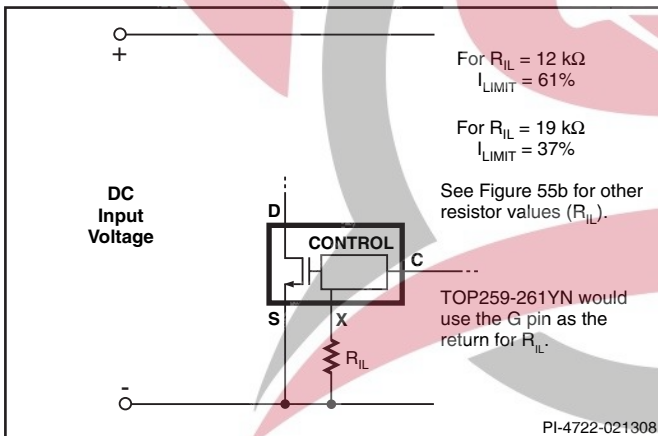 +
For R_IL = 12 kΩ
I_LIMIT = 61%
For R_IL = 19 kΩ
I_LIMIT = 37%
See Figure 55b for other
resistor values (R_IL).
DC
Input
Voltage
D
CONTROL
C
S
X
TOP259-261YN would
use the G pin as the
return for R_IL.
R_IL
-
PI-4722-021308